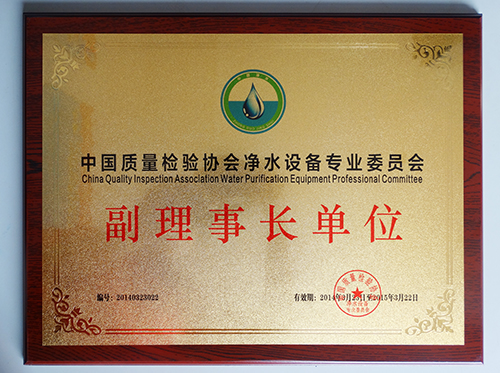 中国质量检验协会净水设备专业委员会
China Quality Inspection Association Water Purification Equipment Professional Committee
副理事长单位
编号：20140323022
有效期：2014年3月23日至2015年3月22日